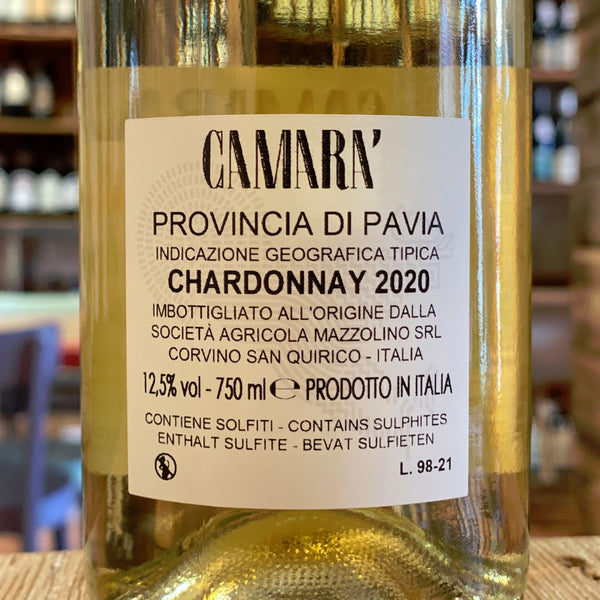 CAMARA'
PROVINCIA DI PAVIA
INDICAZIONE GEOGRAFICA TIPICA
CHARDONNAY 2020
IMBOTTIGLIATO ALL'ORIGINE DALLA
SOCIETÀ AGRICOLA MAZZOLINO SRL
CORVINO SAN QUIRICO - ITALIA
12,5% vol - 750 ml ℮ PRODOTTO IN ITALIA
CONTIENE SOLFITI - CONTAINS SULPHITES
ENTHALT SULFITE - BEVAT SULFIETEN
L. 98-21